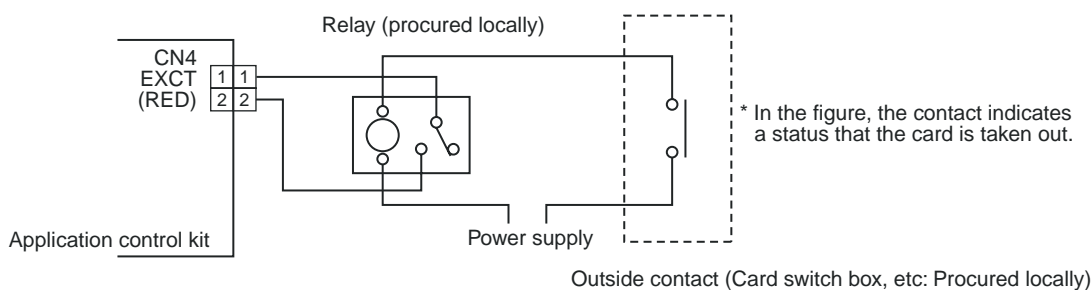 Relay (procured locally)
CN4
EXCT
(RED)
1 1
2 2
* In the figure, the contact indicates
a status that the card is taken out.
Application control kit
Power supply
Outside contact (Card switch box, etc: Procured locally)